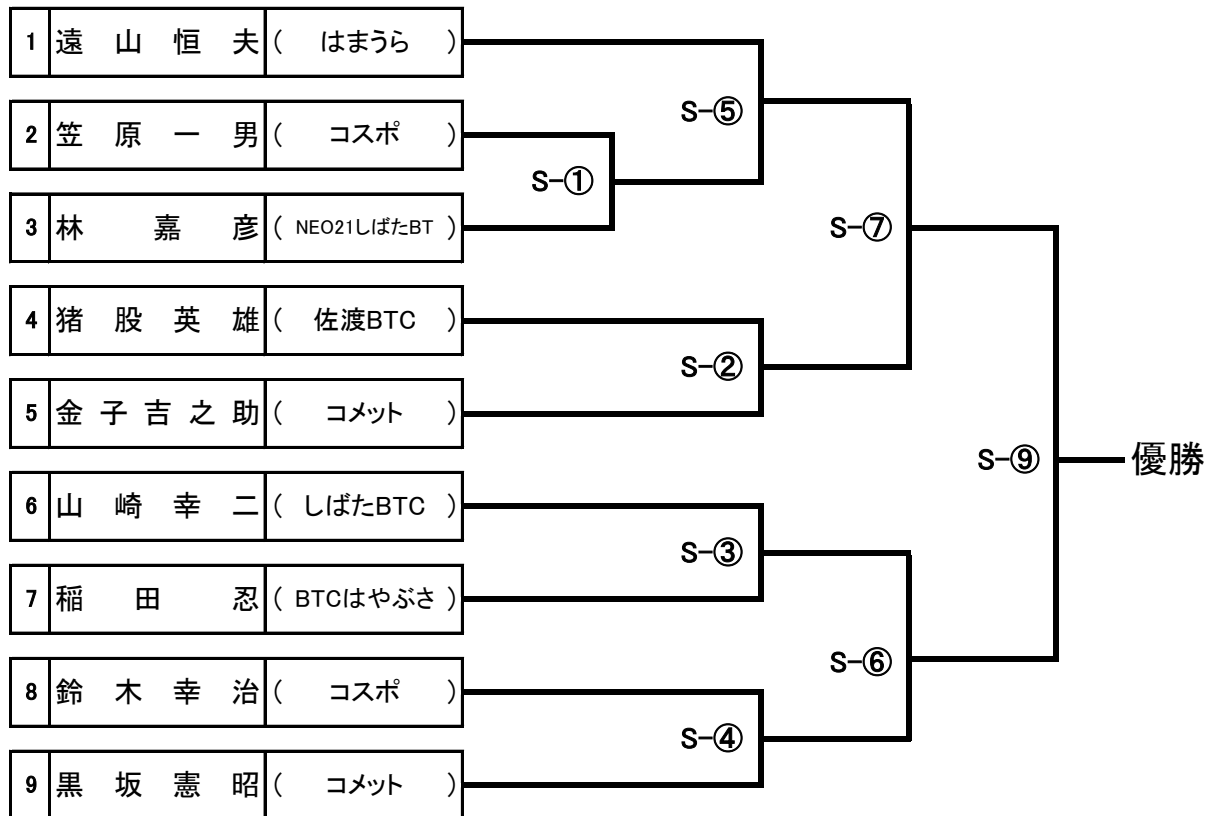 1 遠山恒夫 ( はまうら )
S-⑤
2 笠原一男 ( コスポ )
S-①
3 林嘉彦 ( NEO21しばたBT )
S-⑦
4 猪股英雄 ( 佐渡BTC )
S-②
5 金子吉之助 ( コメット )
S-⑨ 優勝
6 山崎幸二 ( しばたBTC )
S-③
7 稲田忍 ( BTCはやぶさ )
S-⑥
8 鈴木幸治 ( コスポ )
S-④
9 黒坂憲昭 ( コメット )